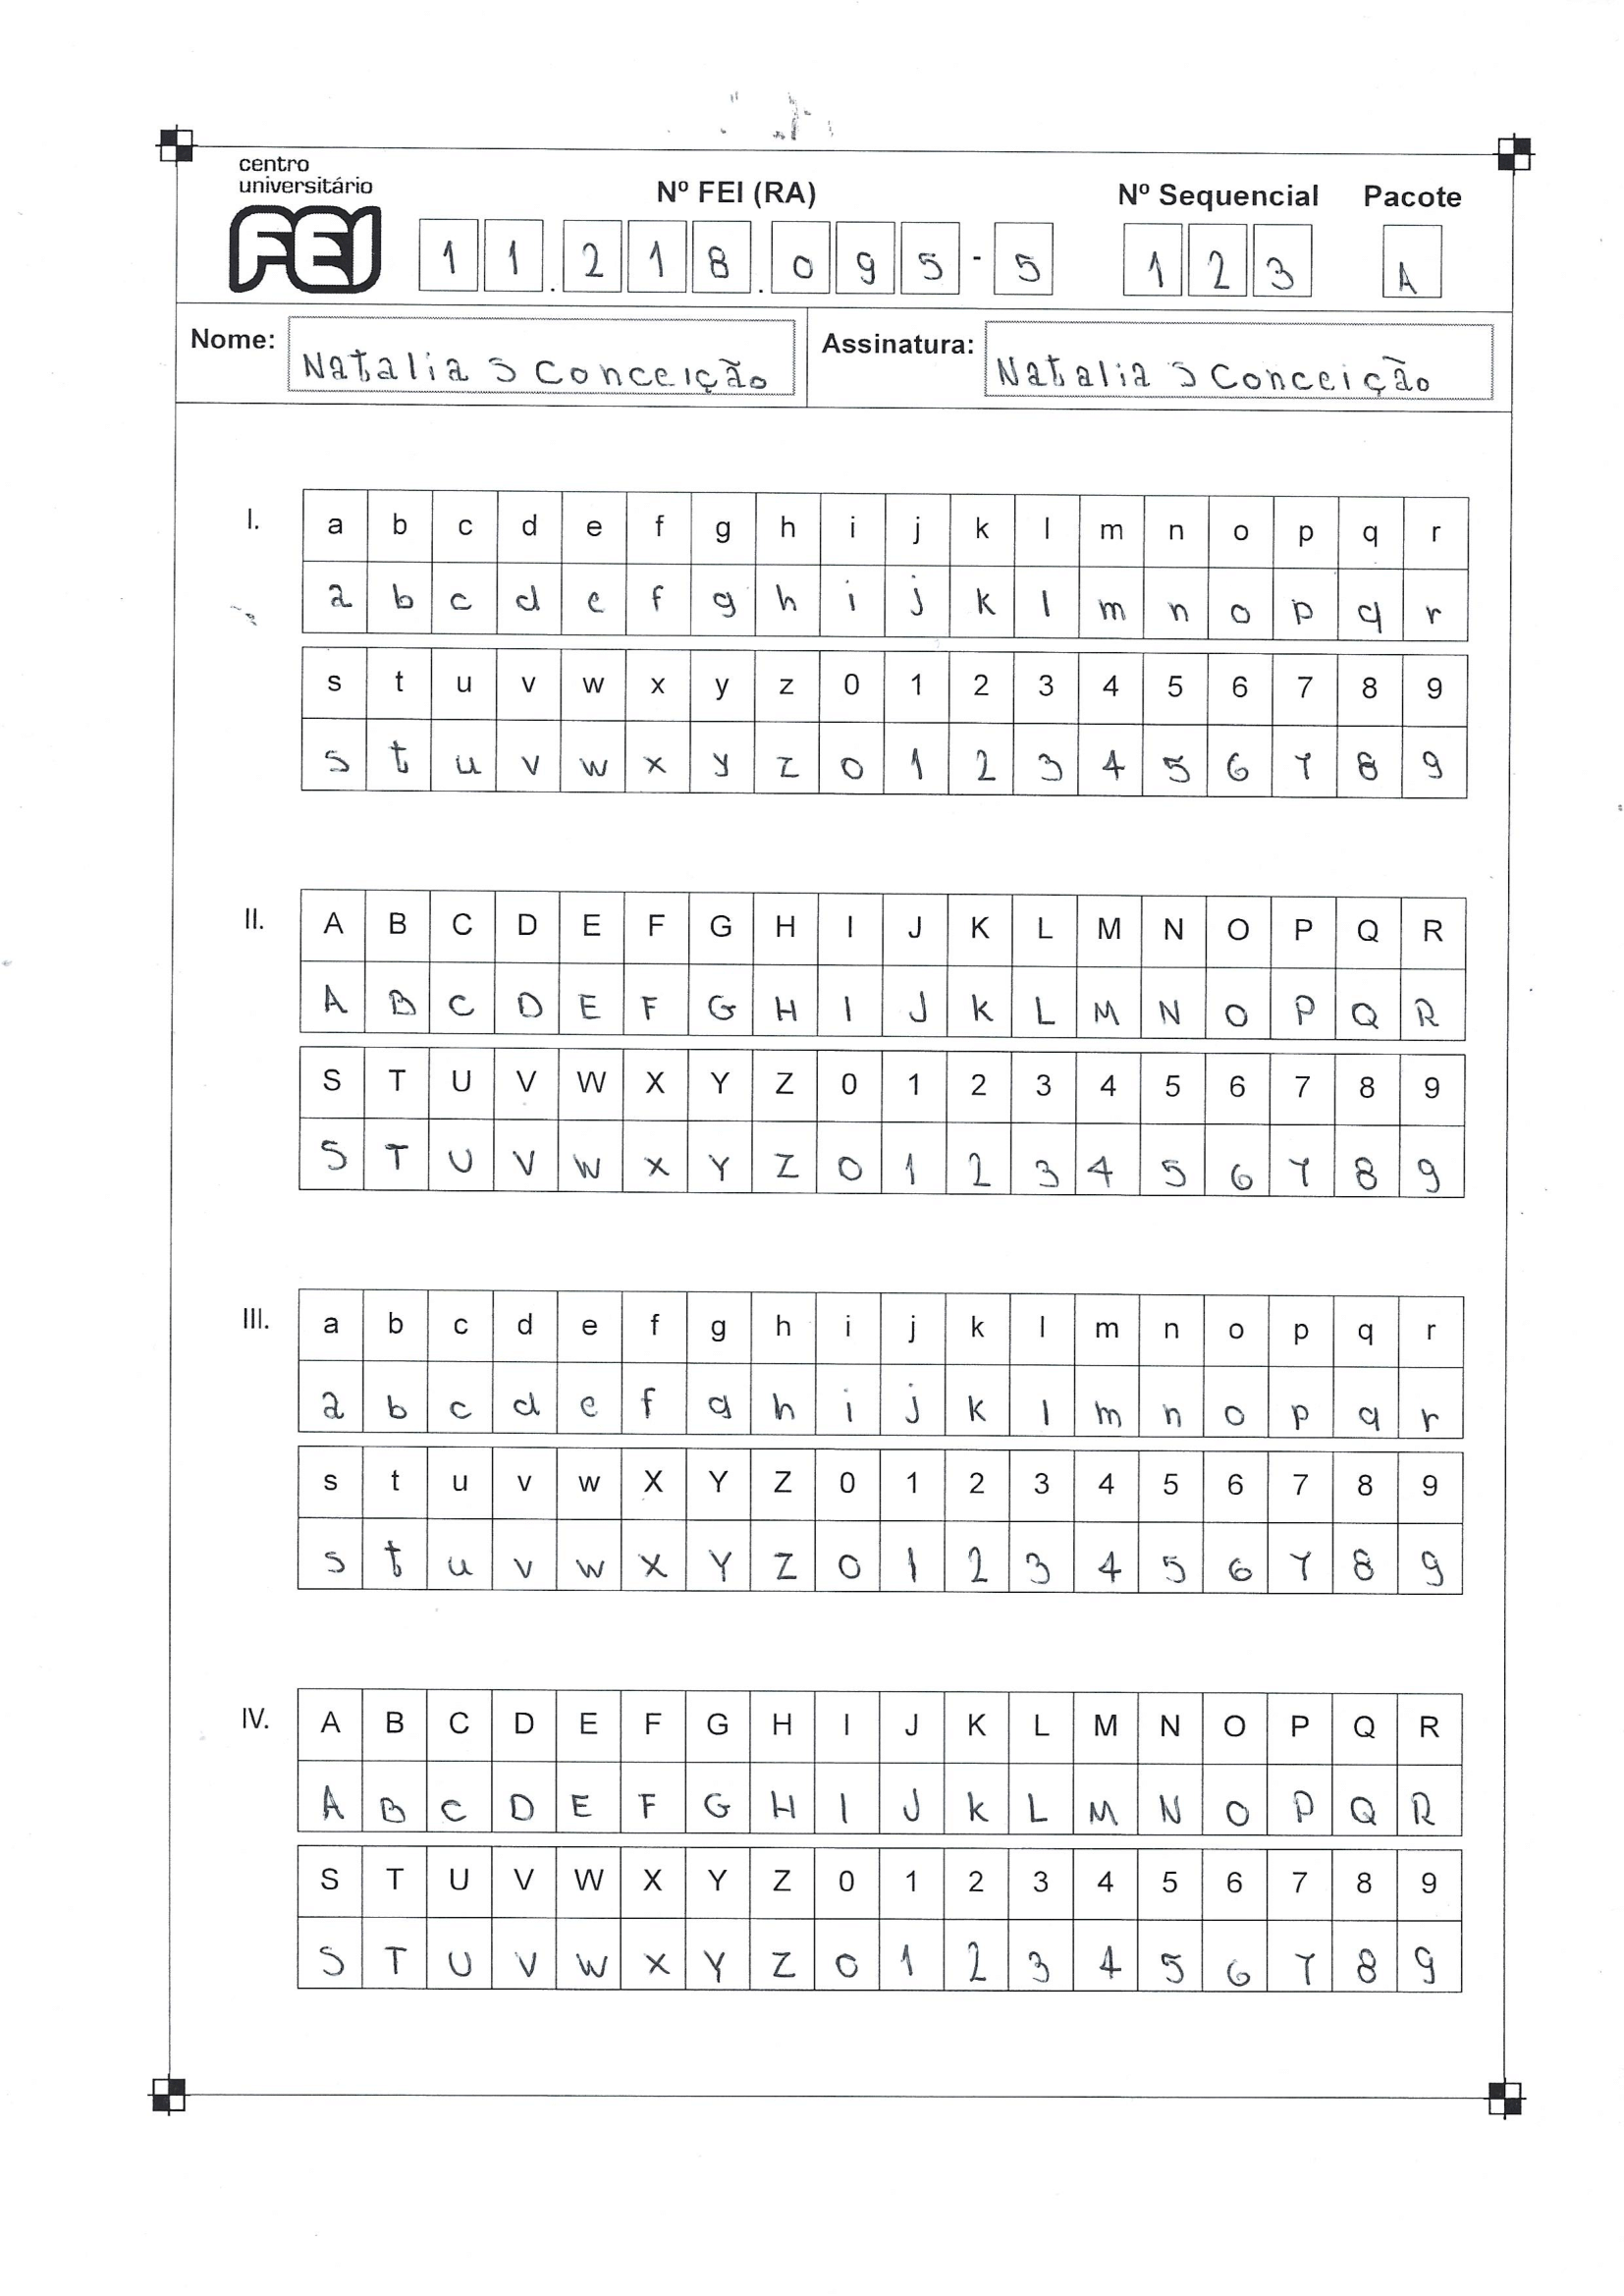 centro
universitário
FEI
Nº FEI (RA)
Nº Sequencial
Pacote
1 1 . 2 1 8 . 0 9 5 - 5
1 2 3
A
Nome: Natalia S Conceição
Assinatura: Natalia S Conceição
I.
a b c d e f g h i j k l m n o p q r
a b c d e f g h i j k l m n o p q r
s t u v w x y z 0 1 2 3 4 5 6 7 8 9
s t u v w x y z 0 1 2 3 4 5 6 7 8 9
II.
A B C D E F G H I J K L M N O P Q R
A B C D E F G H I J K L M N O P Q R
S T U V W X Y Z 0 1 2 3 4 5 6 7 8 9
S T U V W X Y Z 0 1 2 3 4 5 6 7 8 9
III.
a b c d e f g h i j k l m n o p q r
a b c d e f g h i j k l m n o p q r
s t u v w X Y Z 0 1 2 3 4 5 6 7 8 9
s t u v w X Y Z 0 1 2 3 4 5 6 7 8 9
IV.
A B C D E F G H I J K L M N O P Q R
A B C D E F G H I J K L M N O P Q R
S T U V W X Y Z 0 1 2 3 4 5 6 7 8 9
S T U V W X Y Z 0 1 2 3 4 5 6 7 8 9